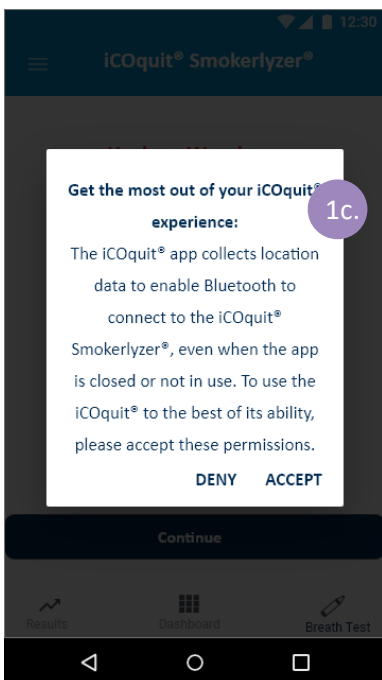 12:30
iCOquit® Smokerlyzer®
Get the most out of your iCOquit®
1c.
experience:
The iCOquit® app collects location
data to enable Bluetooth to
connect to the iCOquit®
Smokerlyzer®, even when the app
is closed or not in use. To use the
iCOquit® to the best of its ability,
please accept these permissions.
DENY ACCEPT
Continue
Results Dashboard Breath Test